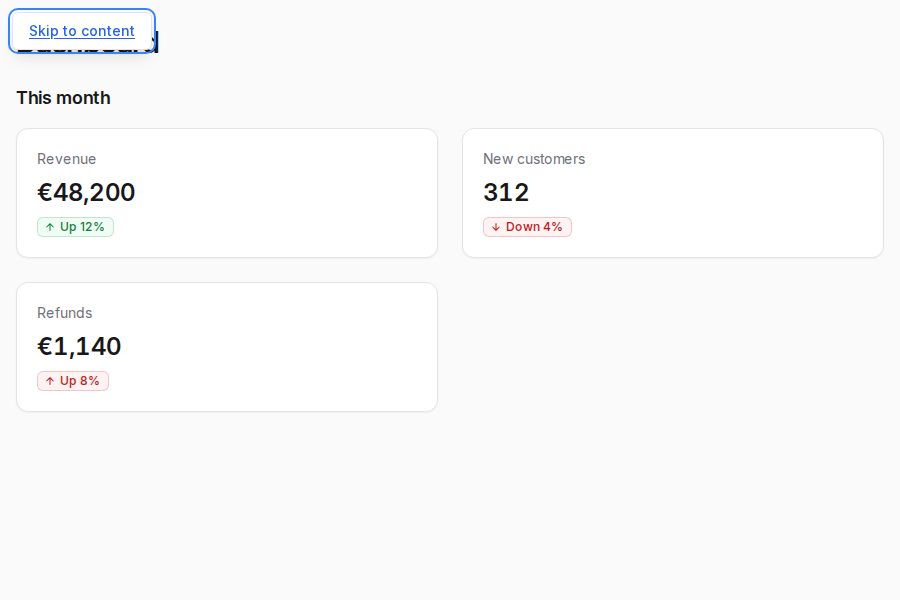 Skip to content
This month
Revenue
€48,200
↑ Up 12%
New customers
312
↓ Down 4%
Refunds
€1,140
↑ Up 8%